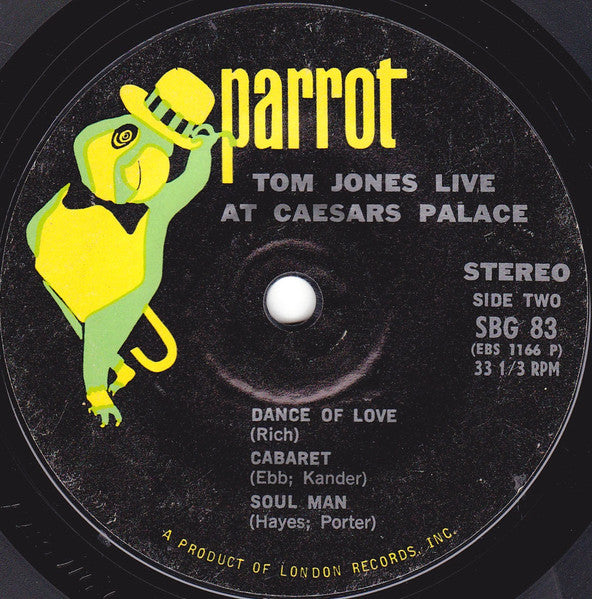 parrot
TOM JONES LIVE
AT CAESARS PALACE
STEREO
SIDE TWO
SBG 83
(EBS 1166 P)
33 1/3 RPM
DANCE OF LOVE
(Rich)
CABARET
(Ebb; Kander)
SOUL MAN
(Hayes; Porter)
A PRODUCT OF LONDON RECORDS, INC.